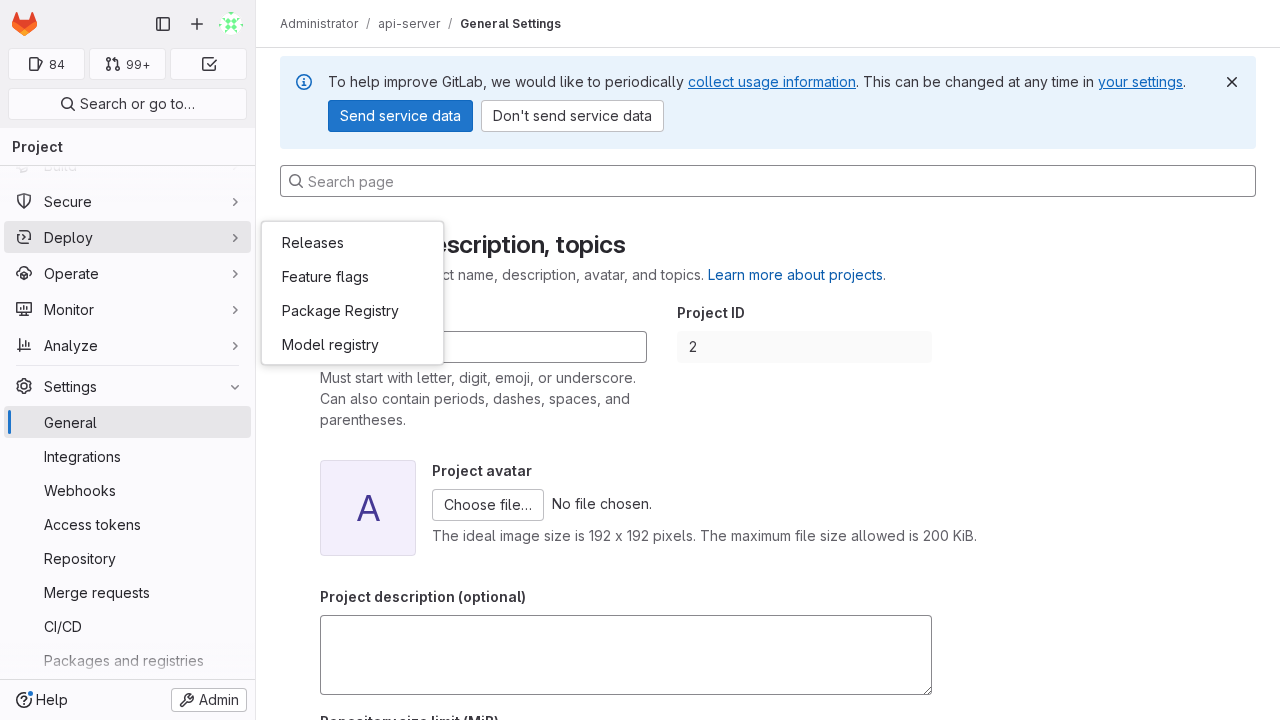 Administrator / api-server / General Settings
84
99+
Search or go to…
Project
Build
Secure
Deploy
Operate
Monitor
Analyze
Settings
General
Integrations
Webhooks
Access tokens
Repository
Merge requests
CI/CD
Packages and registries
Help
Admin
Releases
Feature flags
Package Registry
Model registry
To help improve GitLab, we would like to periodically collect usage information. This can be changed at any time in your settings.
Send service data
Don't send service data
Search page
description, topics
name, description, avatar, and topics. Learn more about projects.
Project ID
2
Must start with letter, digit, emoji, or underscore.
Can also contain periods, dashes, spaces, and
parentheses.
A
Project avatar
Choose file…
No file chosen.
The ideal image size is 192 x 192 pixels. The maximum file size allowed is 200 KiB.
Project description (optional)
Repository size limit (MiB)